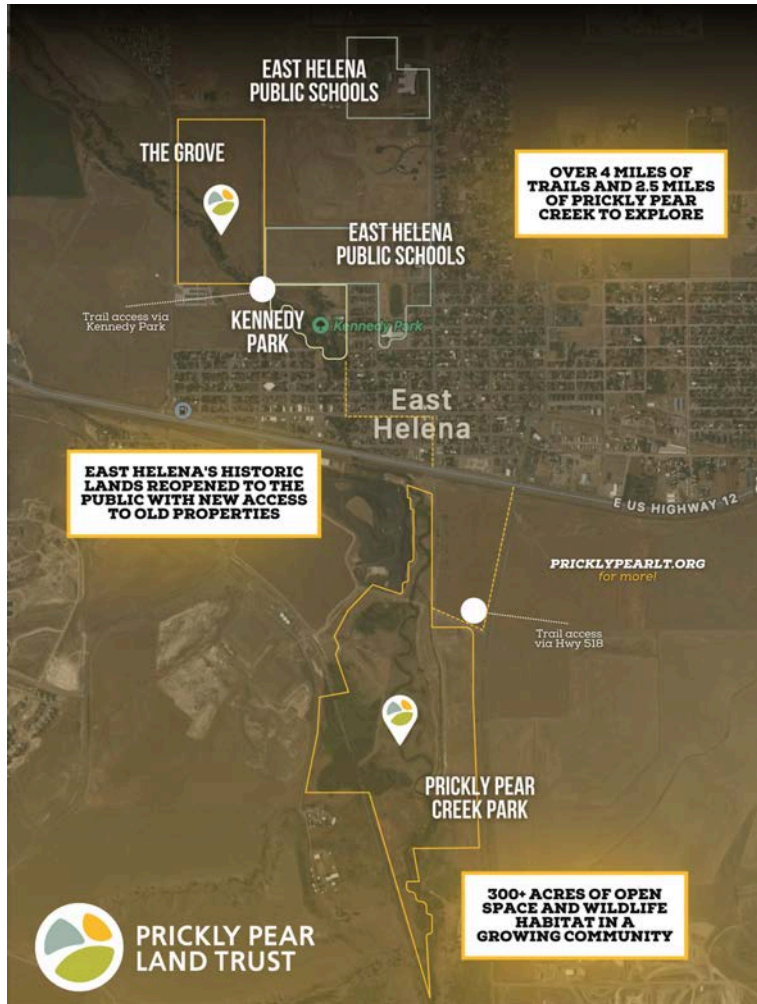 EAST HELENA
PUBLIC SCHOOLS
THE GROVE
OVER 4 MILES OF
TRAILS AND 2.5 MILES
OF PRICKLY PEAR
CREEK TO EXPLORE
EAST HELENA
PUBLIC SCHOOLS
Trail access via
Kennedy Park
KENNEDY
PARK
Kennedy Park
East
Helena
EAST HELENA'S HISTORIC
LANDS REOPENED TO THE
PUBLIC WITH NEW ACCESS
TO OLD PROPERTIES
E US HIGHWAY 12
PRICKLYPEARLT.ORG
for more!
Trail access
via Hwy 518
PRICKLY PEAR
CREEK PARK
300+ ACRES OF OPEN
SPACE AND WILDLIFE
HABITAT IN A
GROWING COMMUNITY
PRICKLY PEAR
LAND TRUST